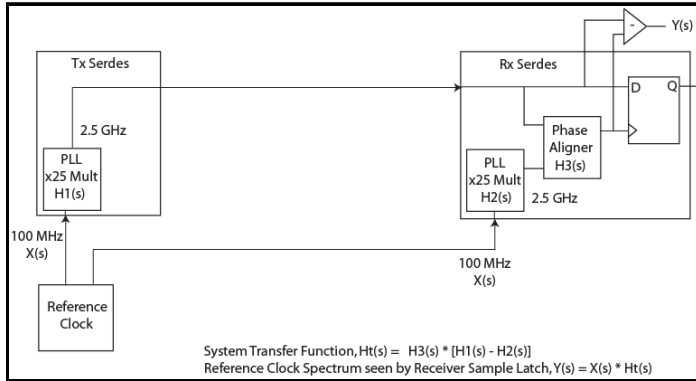 Y(s)
-
Tx Serdes
Rx Serdes
D
Q
2.5 GHz
Phase
Aligner
H3(s)
PLL
x25 Mult
H1(s)
PLL
x25 Mult
H2(s)
2.5 GHz
100 MHz
X(s)
100 MHz
X(s)
Reference
Clock
System Transfer Function, Ht(s) = H3(s) * [H1(s) - H2(s)]
Reference Clock Spectrum seen by Receiver Sample Latch, Y(s) = X(s) * Ht(s)